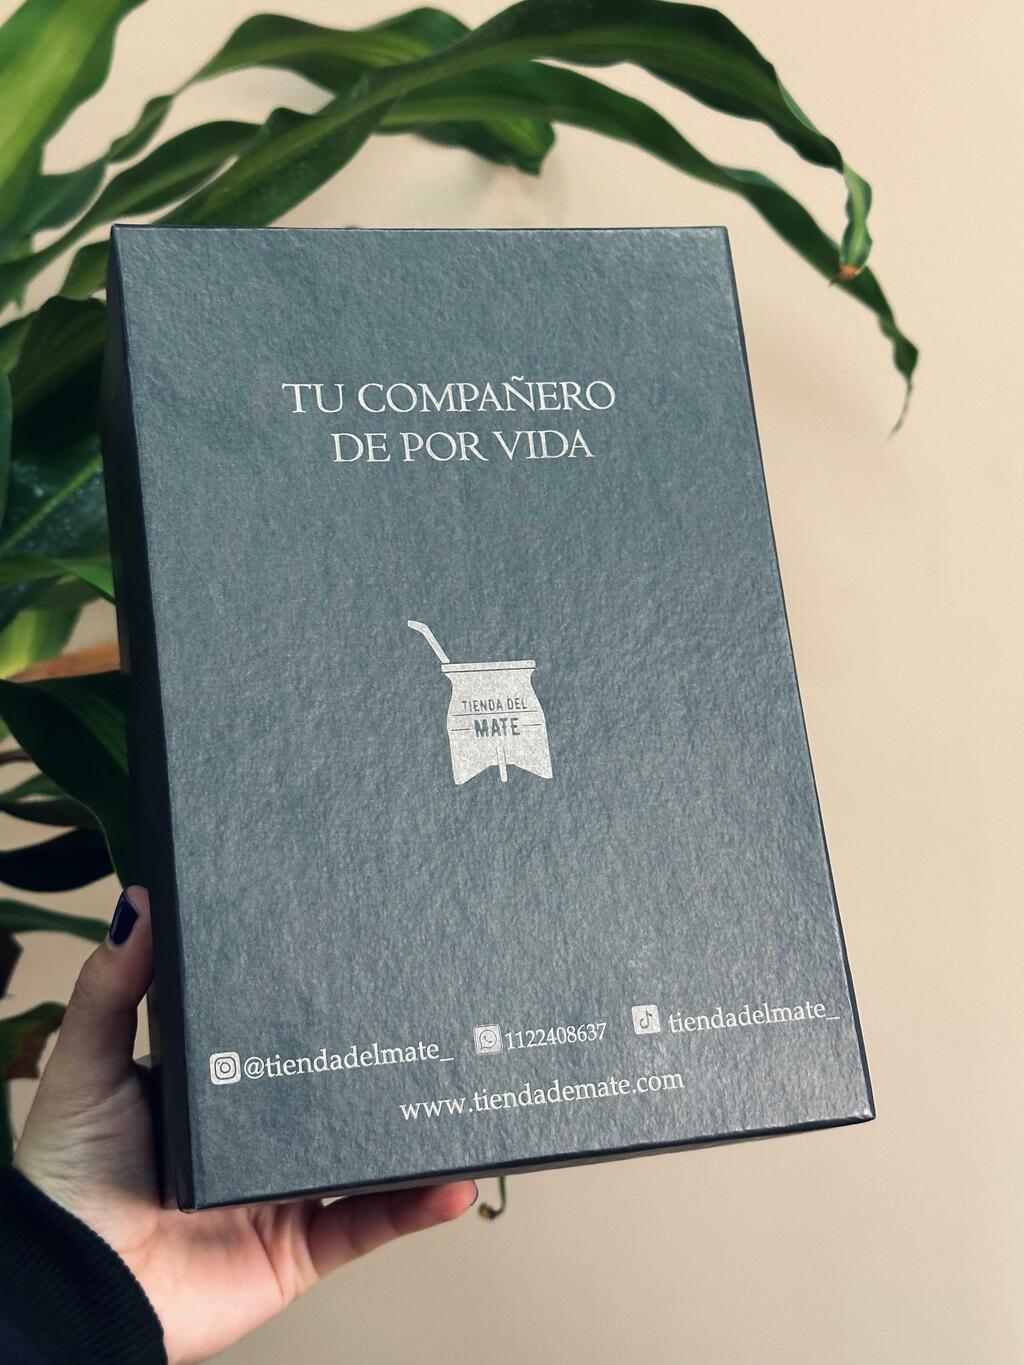 TU COMPAÑERO
DE POR VIDA
TIENDA DEL
MATE
@tiendadelmate_ 1122408637 tiendadelmate_
www.tiendademate.com